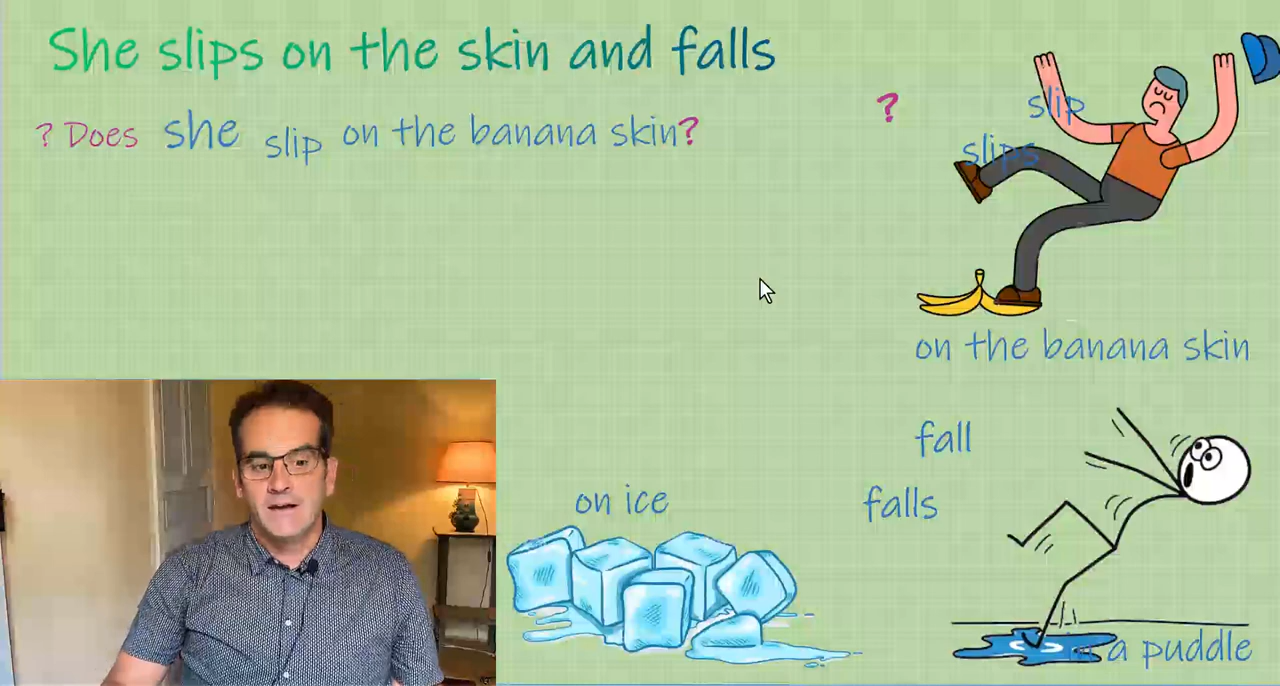 She slips on the skin and falls
? Does she slip on the banana skin?
?
slip
slips
on the banana skin
fall
falls
on ice
a puddle